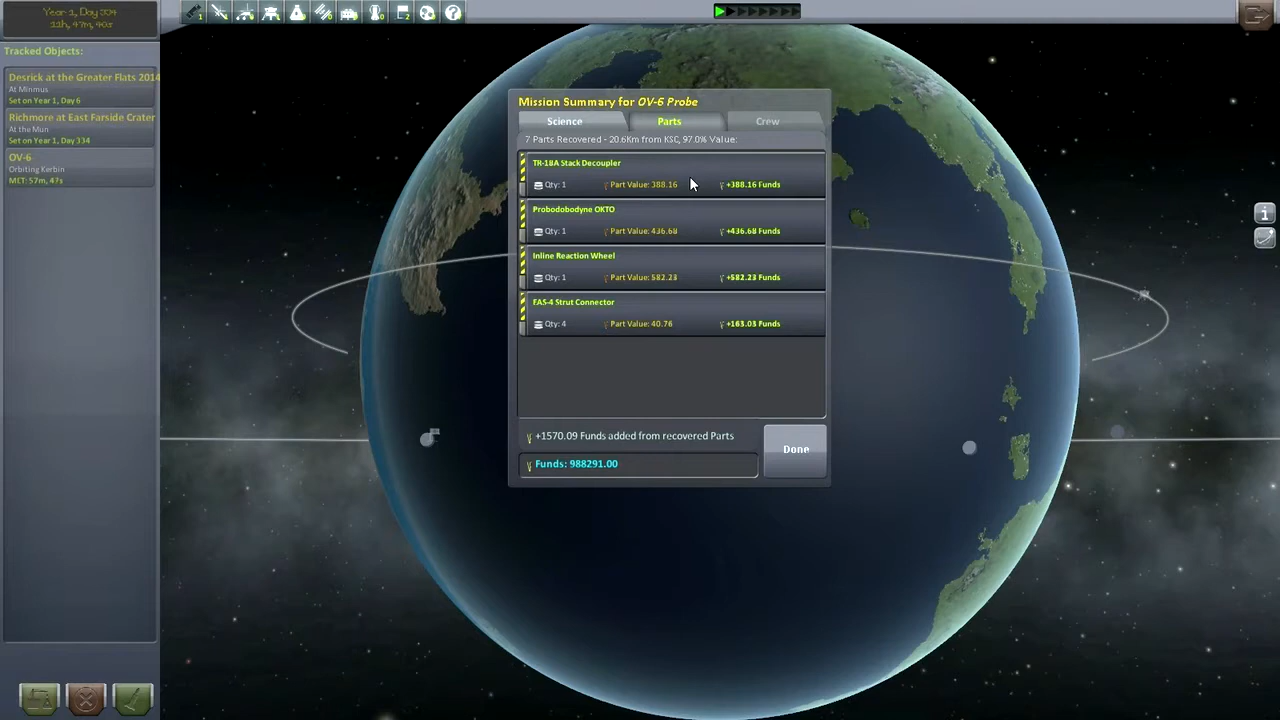 Year 1, Day 334
11h, 47m, 40s
Tracked Objects:
Desrick at the Greater Flats 2014
At Minmus
Set on Year 1, Day 6
Richmore at East Farside Crater
At the Mun
Set on Year 1, Day 334
OV-6
Orbiting Kerbin
MET: 57m, 47s
Mission Summary for OV-6 Probe
Science Parts Crew
7 Parts Recovered - 20.6Km from KSC, 97.0% Value:
TR-18A Stack Decoupler
Qty: 1 Part Value: 388.16 +388.16 Funds
Probodobodyne OKTO
Qty: 1 Part Value: 436.68 +436.68 Funds
Inline Reaction Wheel
Qty: 1 Part Value: 582.23 +582.23 Funds
EAS-4 Strut Connector
Qty: 4 Part Value: 40.76 +163.03 Funds
+1570.09 Funds added from recovered Parts
Funds: 988291.00
Done